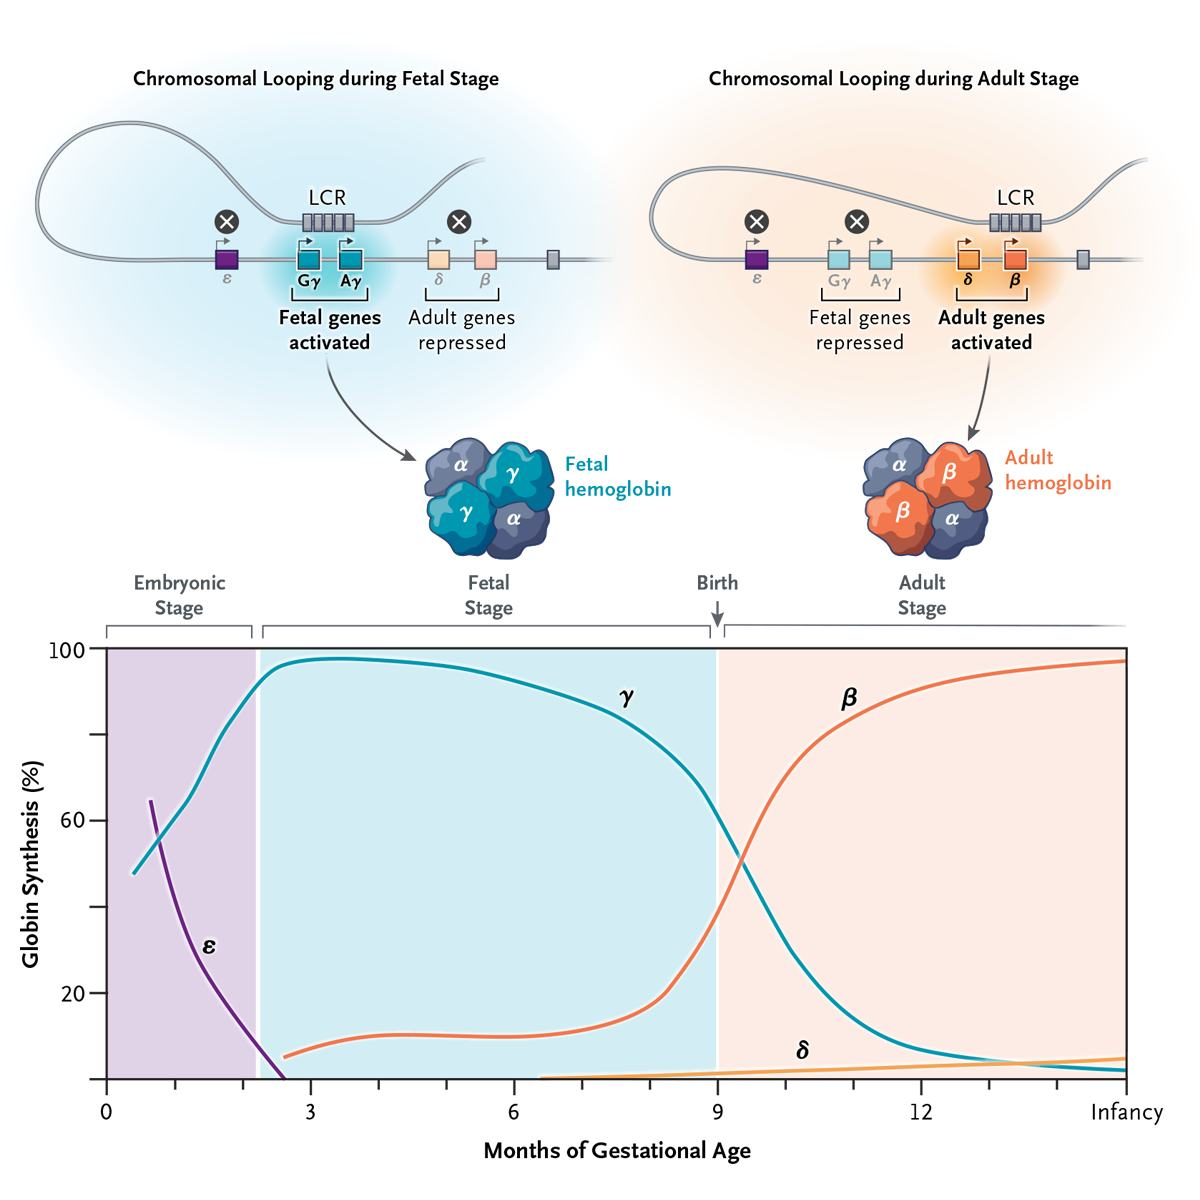 Chromosomal Looping during Fetal Stage
LCR
ε
Gγ
Aγ
δ
β
Fetal genes
activated
Adult genes
repressed
Chromosomal Looping during Adult Stage
LCR
ε
Gγ
Aγ
δ
β
Fetal genes
repressed
Adult genes
activated
α
γ
γ
α
Fetal
hemoglobin
α
β
β
α
Adult
hemoglobin
Embryonic
Stage
Fetal
Stage
Birth
Adult
Stage
Globin Synthesis (%)
100
60
20
γ
β
ε
δ
0
3
6
9
12
Infancy
Months of Gestational Age